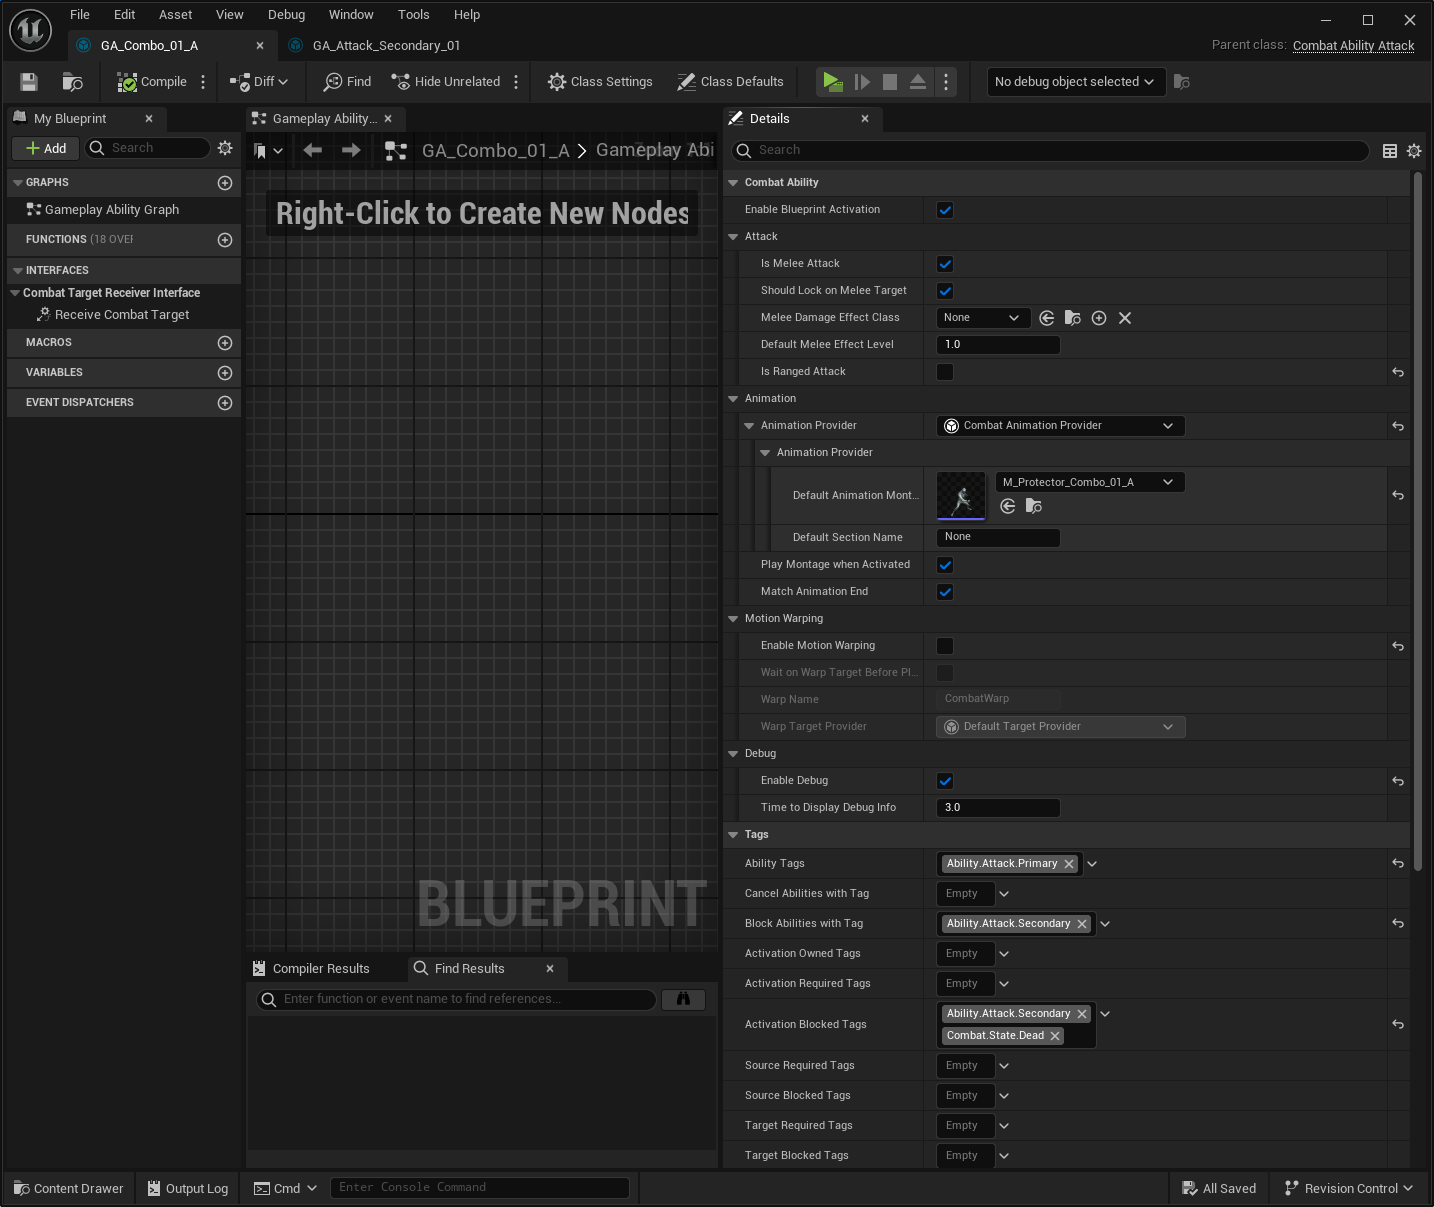 File Edit Asset View Debug Window Tools Help
GA_Combo_01_A
GA_Attack_Secondary_01
Parent class: Combat Ability Attack
Compile
Diff
Find
Hide Unrelated
Class Settings
Class Defaults
No debug object selected
My Blueprint
Add
Search
GRAPHS
Gameplay Ability Graph
FUNCTIONS (18 OVER
INTERFACES
Combat Target Receiver Interface
Receive Combat Target
MACROS
VARIABLES
EVENT DISPATCHERS
Gameplay Ability...
GA_Combo_01_A > Gameplay Abi
Right-Click to Create New Nodes
BLUEPRINT
Compiler Results
Find Results
Enter function or event name to find references...
Details
Search
Combat Ability
Enable Blueprint Activation
Attack
Is Melee Attack
Should Lock on Melee Target
Melee Damage Effect Class None
Default Melee Effect Level 1.0
Is Ranged Attack
Animation
Animation Provider Combat Animation Provider
Animation Provider
Default Animation Mont... M_Protector_Combo_01_A
Default Section Name None
Play Montage when Activated
Match Animation End
Motion Warping
Enable Motion Warping
Wait on Warp Target Before Pl...
Warp Name CombatWarp
Warp Target Provider Default Target Provider
Debug
Enable Debug
Time to Display Debug Info 3.0
Tags
Ability Tags Ability.Attack.Primary
Cancel Abilities with Tag Empty
Block Abilities with Tag Ability.Attack.Secondary
Activation Owned Tags Empty
Activation Required Tags Empty
Activation Blocked Tags Ability.Attack.Secondary
Combat.State.Dead
Source Required Tags Empty
Source Blocked Tags Empty
Target Required Tags Empty
Target Blocked Tags Empty
Content Drawer
Output Log
Cmd
Enter Console Command
All Saved
Revision Control